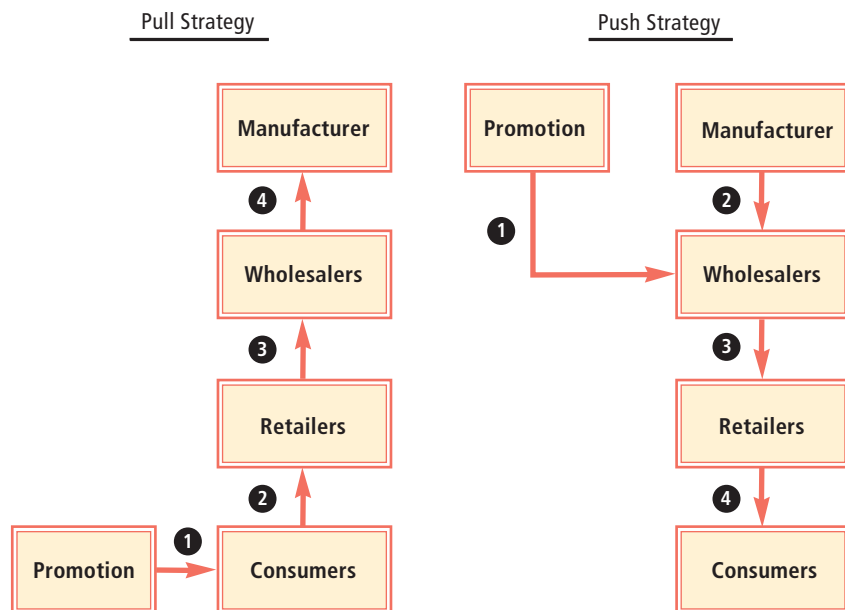 Pull Strategy
Manufacturer
4
Wholesalers
3
Retailers
2
Promotion
1
Consumers
Push Strategy
Promotion
Manufacturer
1
2
Wholesalers
3
Retailers
4
Consumers